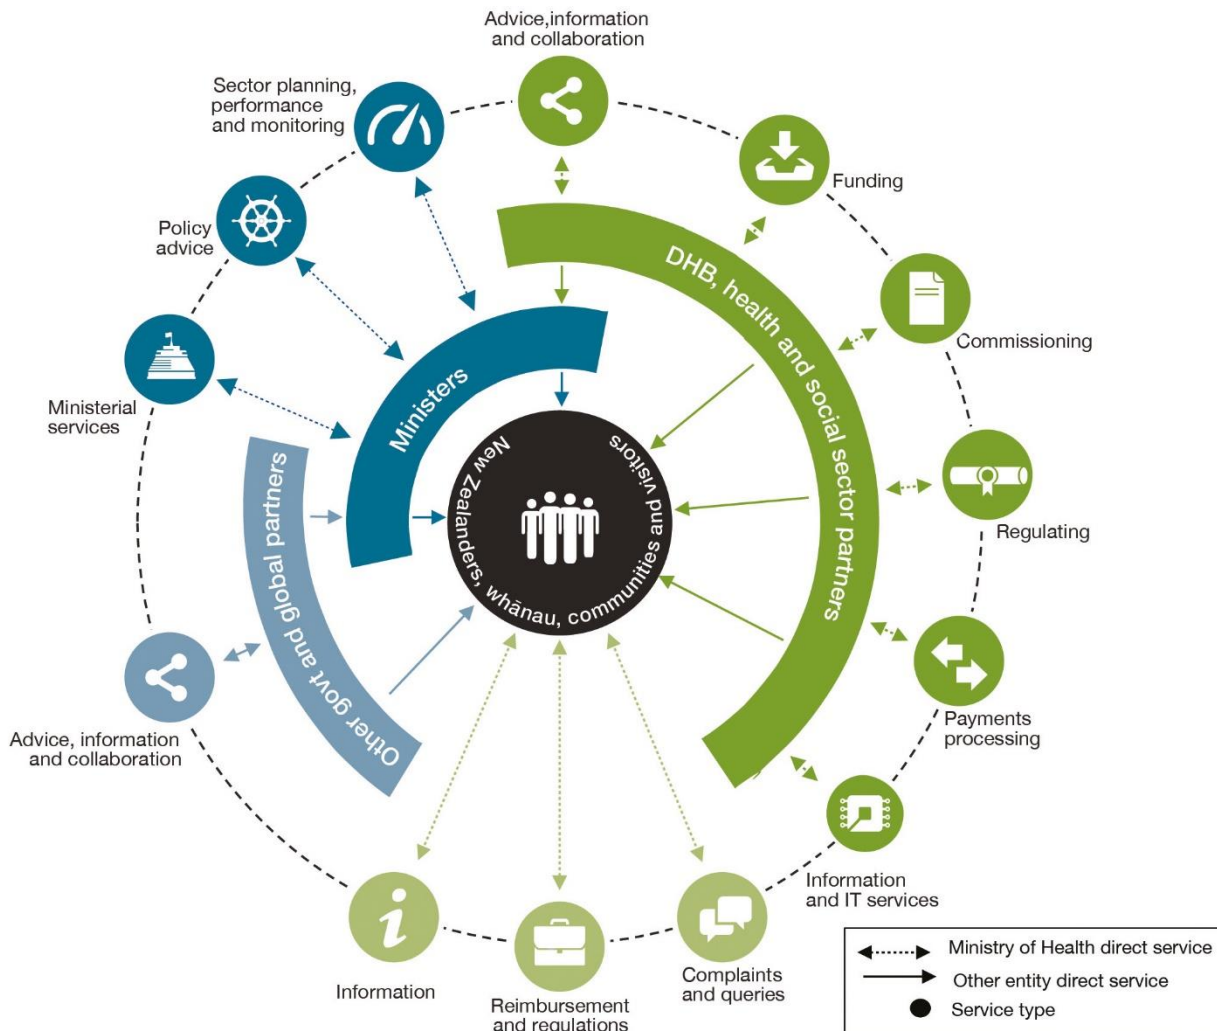 Advice,information
and collaboration
Sector planning,
performance
and monitoring
Funding
Policy
advice
Commissioning
Ministerial
services
Regulating
Payments
processing
Advice, information
and collaboration
Information
and IT services
Information
Reimbursement
and regulations
Complaints
and queries
DHB, health and social sector partners
Ministers
Other govt and global partners
New Zealanders, whānau, communities and visitors
Ministry of Health direct service
Other entity direct service
Service type